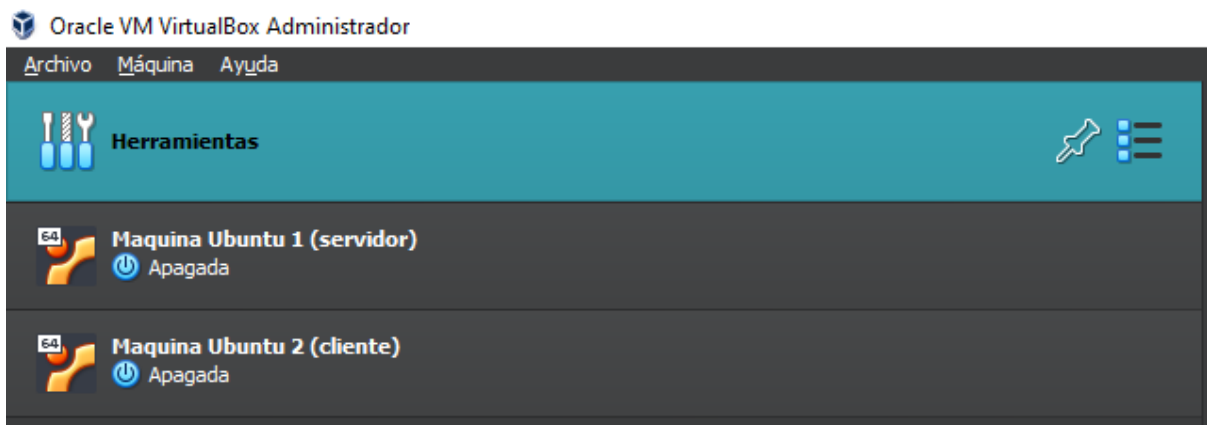 Oracle VM VirtualBox Administrador
Archivo Máquina Ayuda
Herramientas
64
Maquina Ubuntu 1 (servidor)
Apagada
64
Maquina Ubuntu 2 (cliente)
Apagada